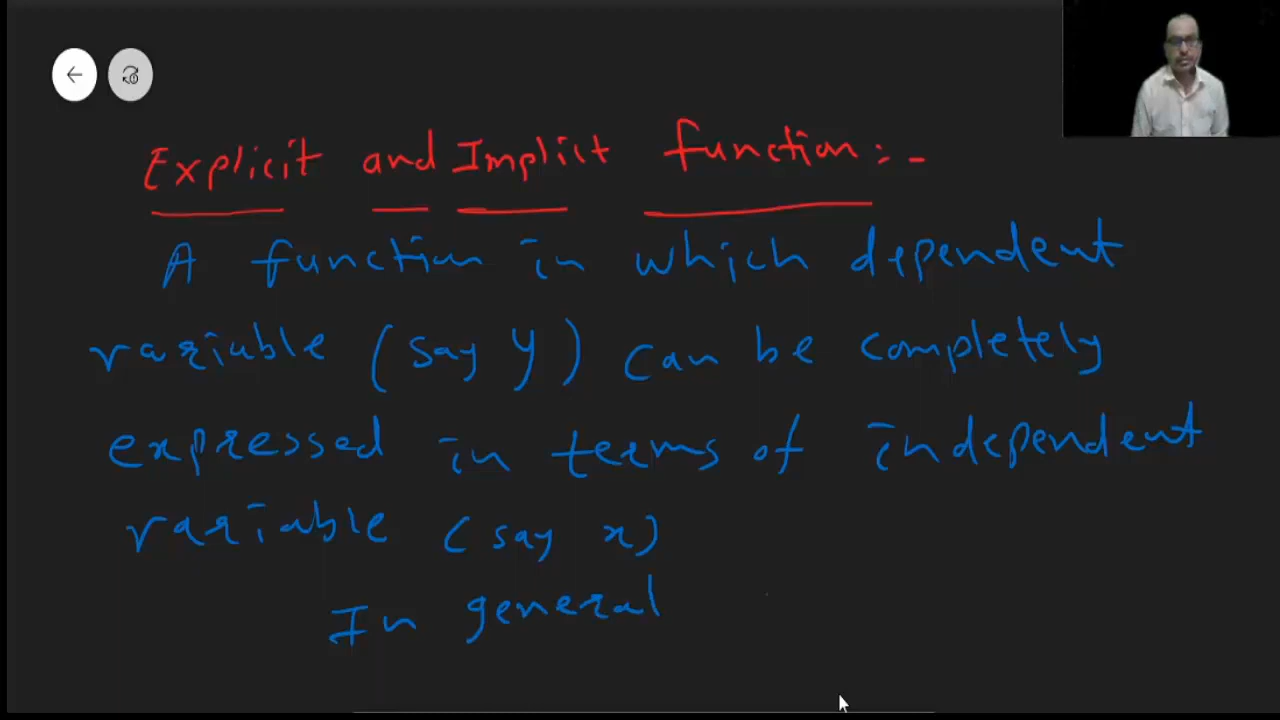 Explicit and Implict function:-
A function in which dependent
variable (say y) can be completely
expressed in terms of independent
variable (say x)
In general